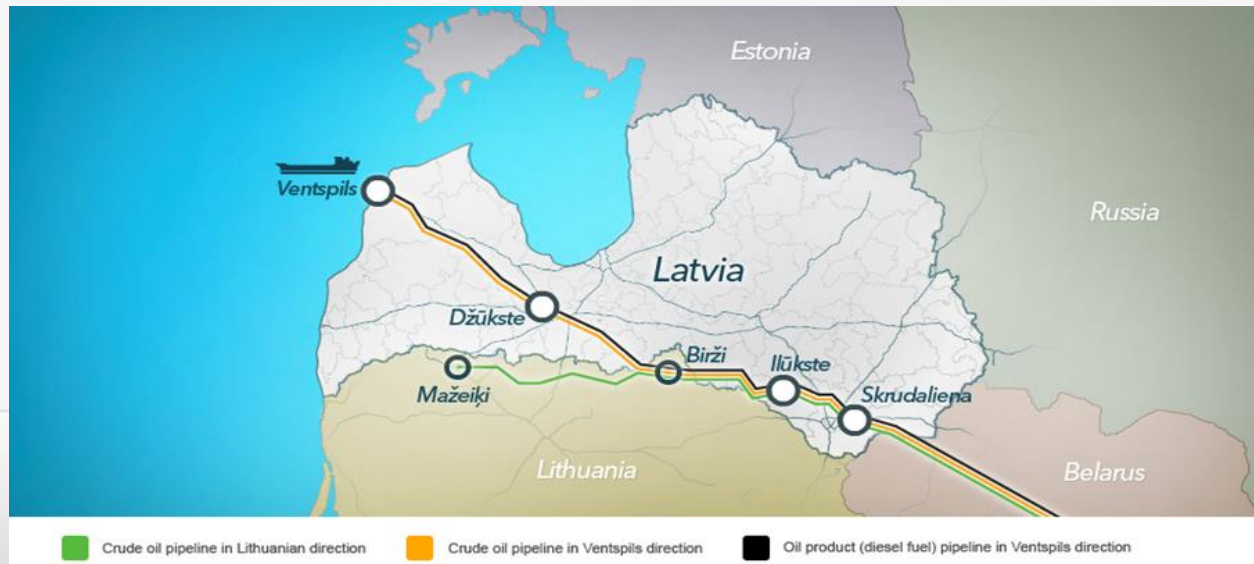 Estonia
Ventspils
Russia
Latvia
Džūkste
Birži
Ilūkste
Mažeiķi
Skrudaliena
Lithuania
Belarus
Crude oil pipeline in Lithuanian direction
Crude oil pipeline in Ventspils direction
Oil product (diesel fuel) pipeline in Ventspils direction